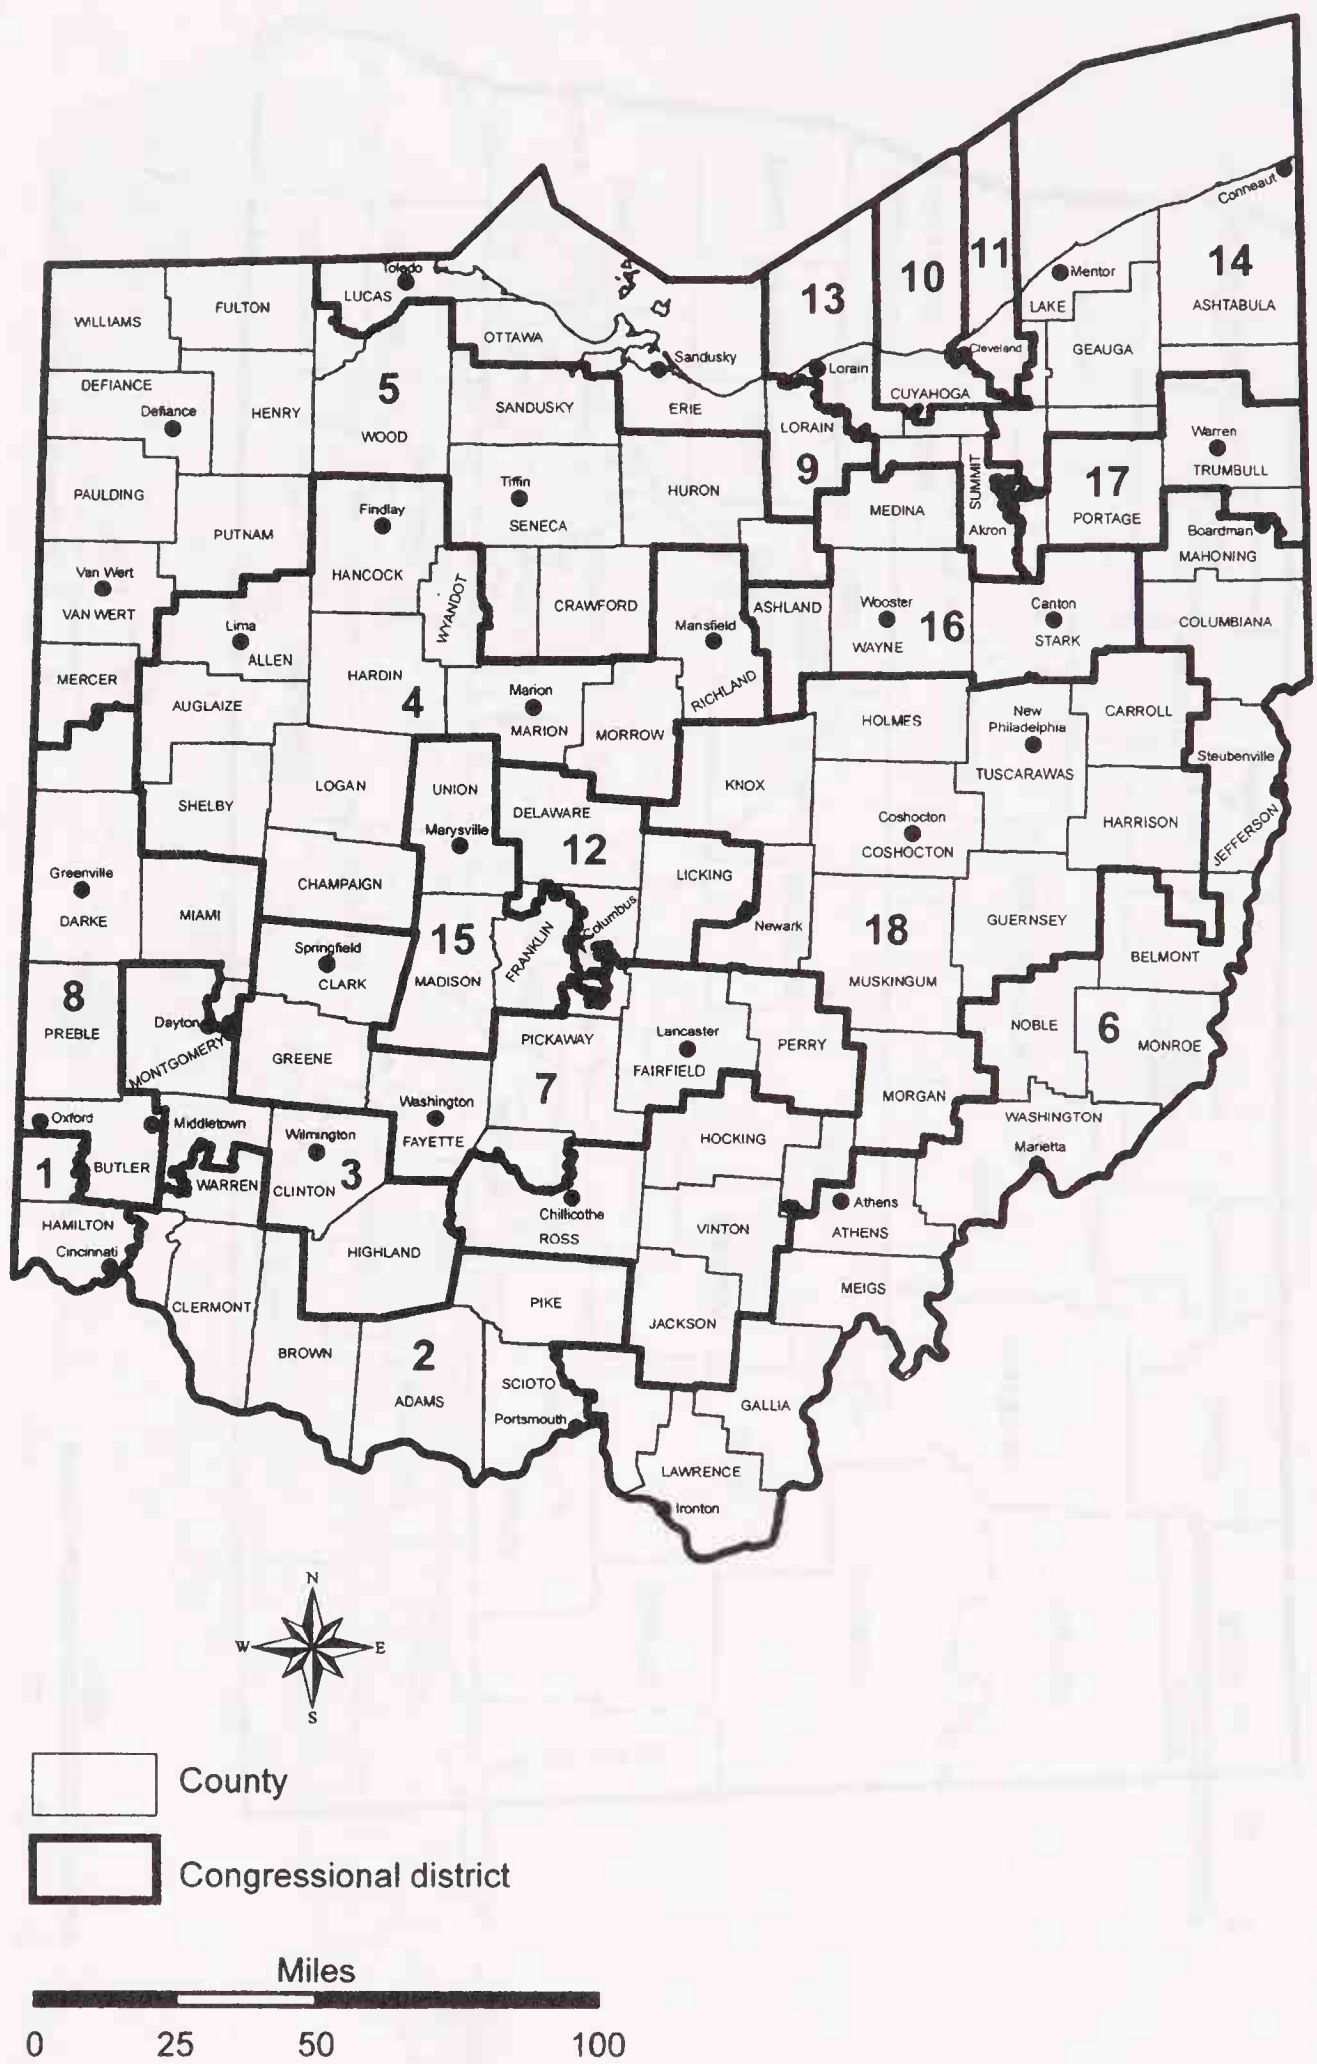 Conneaut
11
14
10
Toledo
Mentor
13
LUCAS
LAKE
ASHTABULA
WILLIAMS
FULTON
OTTAWA
Sandusky
Cleveland
GEAUGA
Lorain
DEFIANCE
5
CUYAHOGA
Defiance
HENRY
SANDUSKY
ERIE
LORAIN
WOOD
Warren
9
TRUMBULL
PAULDING
Tiffin
HURON
SUMMIT
17
Findlay
MEDINA
PORTAGE
SENECA
Akron
Boardman
PUTNAM
MAHONING
Van Wert
HANCOCK
WYANDOT
CRAWFORD
ASHLAND
Wooster
Canton
VAN WERT
Lima
Mansfield
16
STARK
COLUMBIANA
WAYNE
ALLEN
MERCER
HARDIN
RICHLAND
4
Marion
AUGLAIZE
New
Philadelphia
CARROLL
HOLMES
MARION
MORROW
Steubenville
TUSCARAWAS
LOGAN
UNION
KNOX
SHELBY
DELAWARE
Coshocton
HARRISON
JEFFERSON
Marysville
12
COSHOCTON
Greenville
CHAMPAIGN
LICKING
DARKE
MIAMI
Columbus
Newark
18
GUERNSEY
15
FRANKLIN
Springfield
BELMONT
CLARK
MADISON
MUSKINGUM
8
Dayton
PREBLE
MONTGOMERY
GREENE
PICKAWAY
Lancaster
PERRY
NOBLE
6
MONROE
FAIRFIELD
7
MORGAN
Oxford
Middletown
Washington
WASHINGTON
Wilmington
FAYETTE
HOCKING
Marietta
1
BUTLER
WARREN
3
CLINTON
Athens
Chillicothe
HAMILTON
VINTON
ATHENS
Cincinnati
HIGHLAND
ROSS
MEIGS
CLERMONT
PIKE
JACKSON
BROWN
2
SCIOTO
ADAMS
GALLIA
Portsmouth
LAWRENCE
Ironton
N
W E
S
County
Congressional district
Miles
0 25 50 100